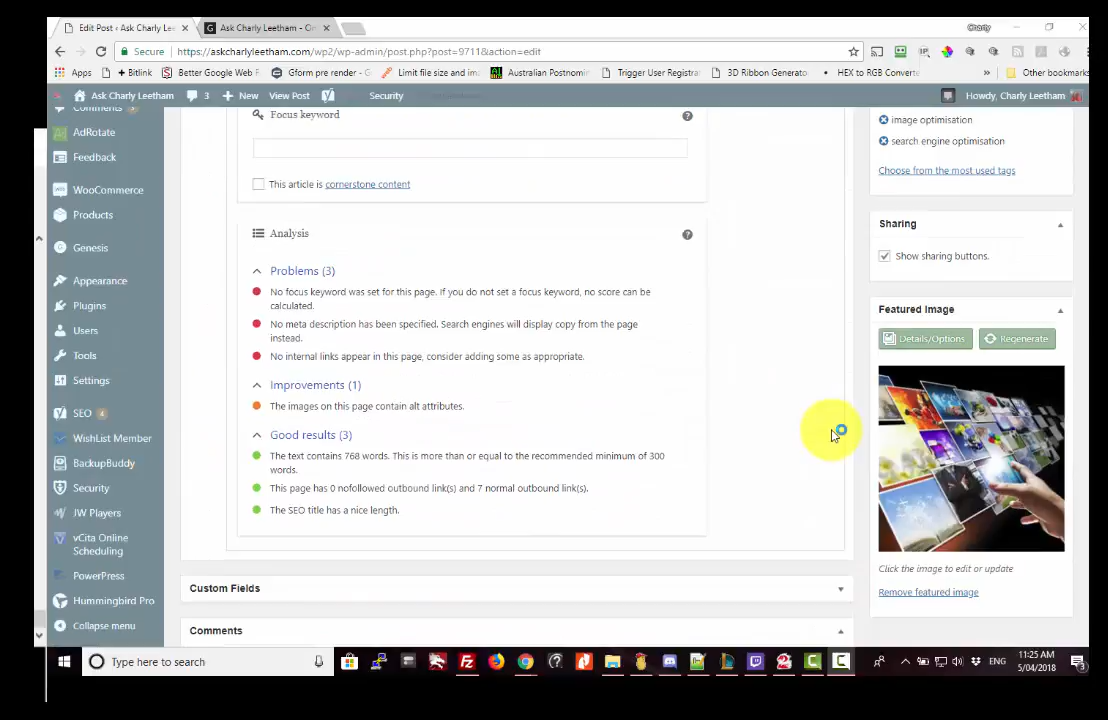 Edit Post ‹ Ask Charly Lee
Ask Charly Leetham - On
Charly
Secure
https://askcharlyleetham.com/wp2/wp-admin/post.php?post=9711&action=edit
Apps
+ Bitlink
Better Google Web F
Gform pre render - G
Limit file size and ima
Australian Postnomin
Trigger User Registrat
3D Ribbon Generato
HEX to RGB Converte
»
Other bookmarks
Ask Charly Leetham
3
New
View Post
Security
Howdy, Charly Leetham
Comments
AdRotate
Feedback
WooCommerce
Products
Genesis
Appearance
Plugins
Users
Tools
Settings
SEO 4
WishList Member
BackupBuddy
Security
JW Players
vCita Online
Scheduling
PowerPress
Hummingbird Pro
Collapse menu
Focus keyword
This article is cornerstone content
Analysis
Problems (3)
No focus keyword was set for this page. If you do not set a focus keyword, no score can be
calculated.
No meta description has been specified. Search engines will display copy from the page
instead.
No internal links appear in this page, consider adding some as appropriate.
Improvements (1)
The images on this page contain alt attributes.
Good results (3)
The text contains 768 words. This is more than or equal to the recommended minimum of 300
words.
This page has 0 nofollowed outbound link(s) and 7 normal outbound link(s).
The SEO title has a nice length.
Custom Fields
Comments
image optimisation
search engine optimisation
Choose from the most used tags
Sharing
Show sharing buttons.
Featured Image
Details/Options
Regenerate
Click the image to edit or update
Remove featured image
Type here to search
ENG
11:25 AM
5/04/2018
3